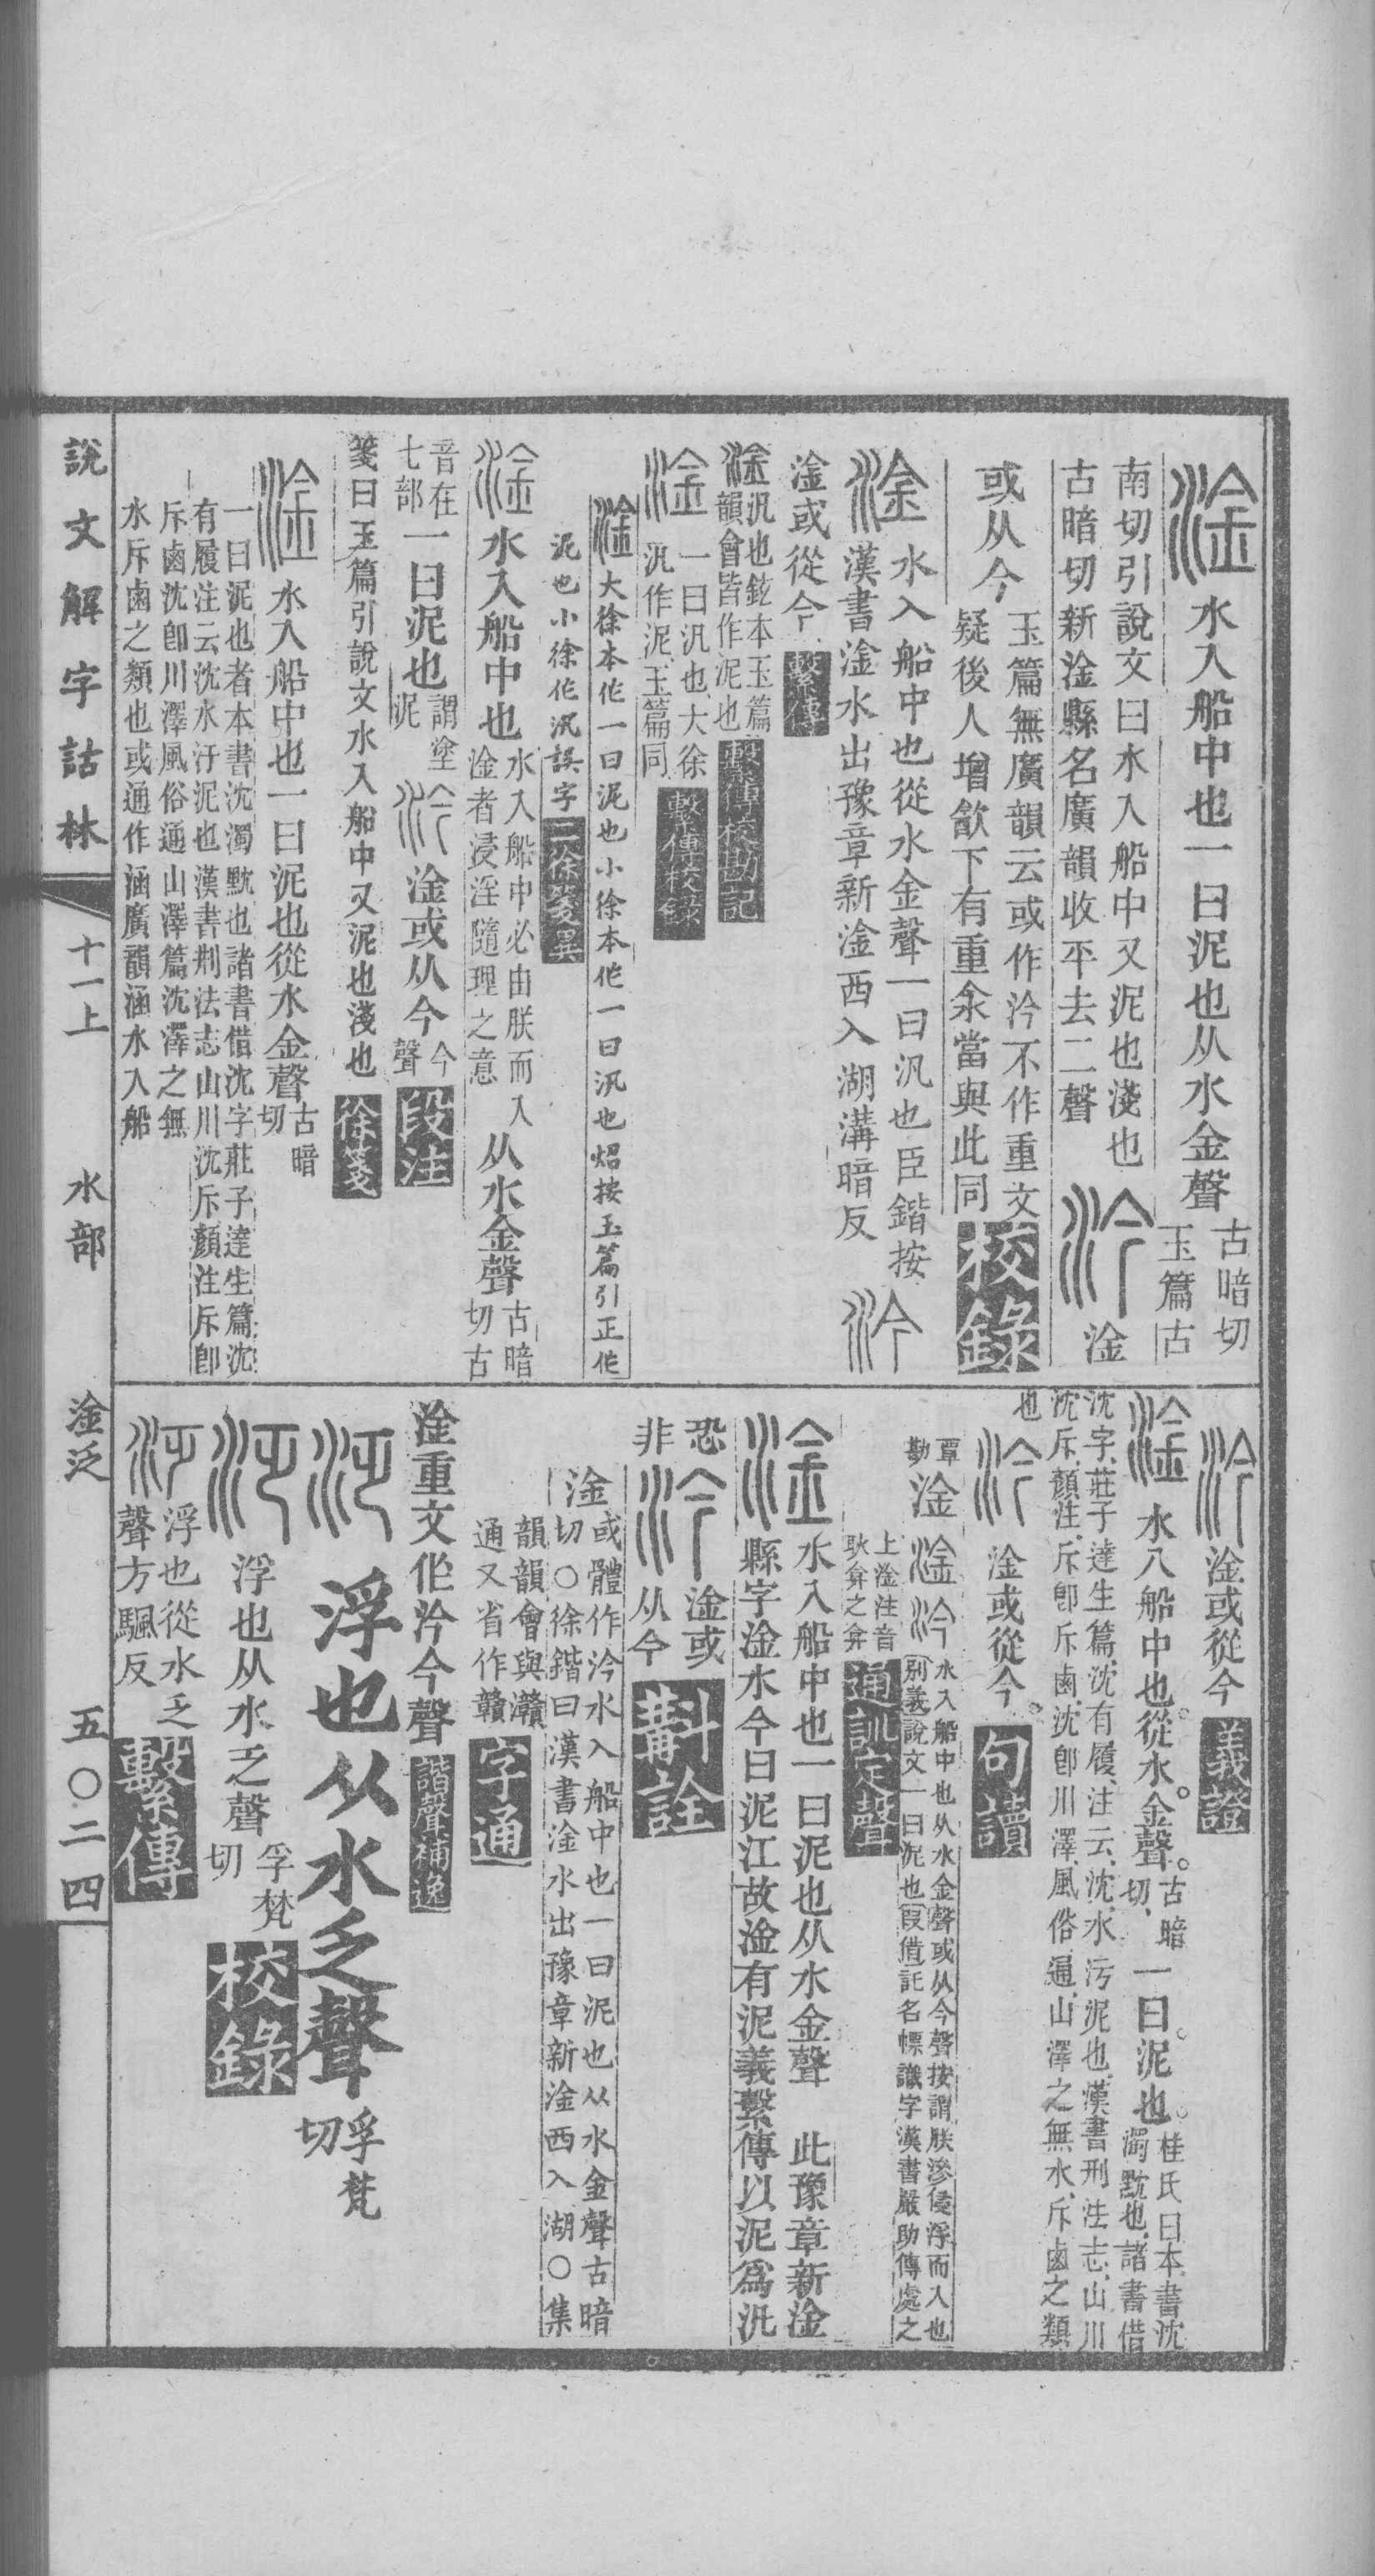 淦水入船中也一曰泥也从水金聲古暗切玉篇古
南切引說文曰水入船中又泥也淺也
古暗切新淦縣名廣韻收平去二聲汵淦
或从今玉篇無廣韻云或作汵不作重文
疑後人增飮下有重汆當與此同校錄
淦水入船中也從水金聲一曰汎也臣鍇按
漢書淦水出豫章新淦西入湖溝暗反汵
淦或從今繫傳
淦汎也鉉本玉篇
韻會皆作泥也繫傳校勘記
淦一曰汎也大徐
汎作泥玉篇同繫傳校錄
淦大徐本作一曰泥也小徐本作一曰汎也炤按玉篇引正作
泥也小徐作汎誤字二徐箋異
淦水入船中也水入船中必由朕而入
淦者浸淫隨理之意从水金聲古暗切古
音在七部一曰泥也謂塗泥汵淦或从今今聲段注
箋曰玉篇引說文水入船中又泥也淺也徐箋
淦水入船中也一曰泥也從水金聲古暗切
一曰泥也者本書沈濁黕也諸書借沈字莊子達生篇沈
有履注云沈水汙泥也漢書刑法志山川沈斥顏注斥卽
斥鹵沈卽川澤風俗通山澤篇沈澤之無
水斥鹵之類也或通作涵廣韻涵水入船
汵淦或從今義證
淦水入船中也從水金聲古暗切一曰泥也桂氏曰本書沈
濁黕也諸書借
沈字莊子達生篇沈有履注云沈水污泥也漢書刑法志山川
沈斥顏注斥卽斥鹵沈卽川澤風俗通山澤之無水斥鹵之類
也
汵淦或從今句讀
覃勘淦淦汵水入船中也从水金聲或从今聲按謂朕滲侵浮而入也
別義說文一曰泥也叚借託名幖識字漢書嚴助傳處之
上淦注音
耿弇之弇通訓定聲
淦水入船中也一曰泥也从水金聲 此豫章新淦
縣字淦水今曰泥江故淦有泥義繫傳以泥爲汎
恐非汵淦或从今斠詮
淦或體作汵水入船中也一曰泥也从水金聲古暗
切○徐鍇曰漢書淦水出豫章新淦西入湖○集
韻韻會與灨
通又省作贛字通
淦重文作汵今聲諧聲補逸
泛浮也从水乏聲孚梵切
泛浮也从水乏聲孚梵切校錄
泛浮也從水乏
聲方颿反繫傳
說文解字詁林 十一上 水部 淦泛 五〇二四